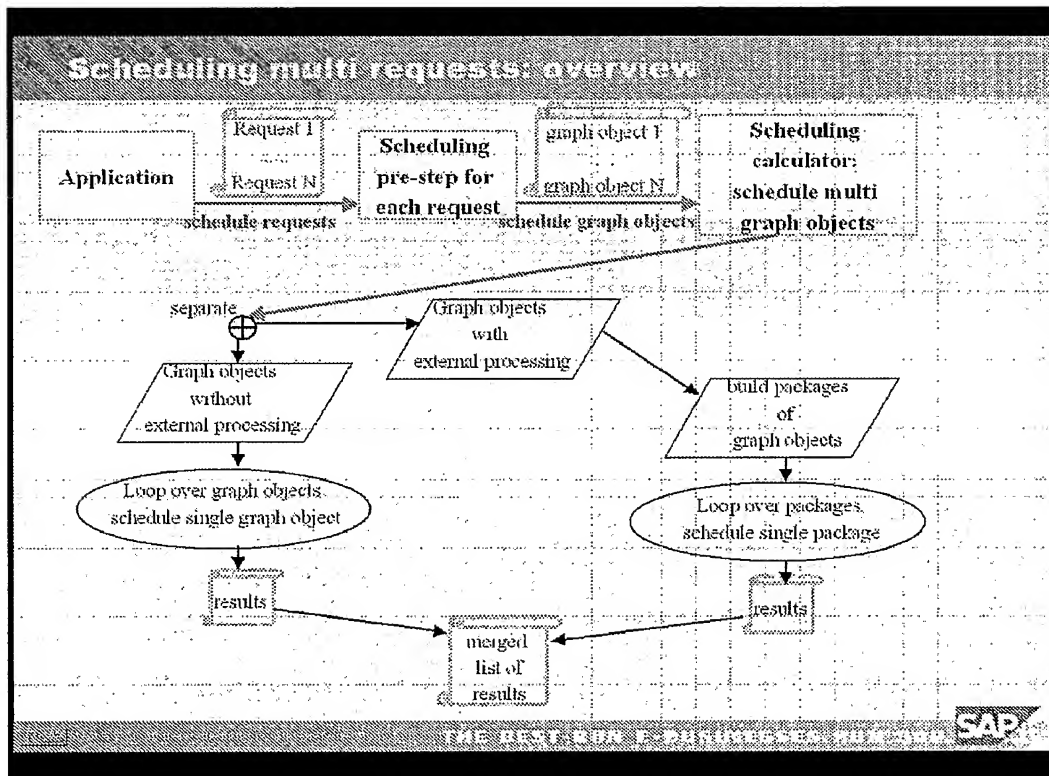 Scheduling multi requests: overview
Application
Request 1
Request N
schedule requests
Scheduling
pre-step for
each request
graph object 1
graph object N
schedule graph objects
Scheduling
calculator:
schedule multi
graph objects
separate
Graph objects
with
external processing
Graph objects
without
external processing
build packages
of
graph objects
Loop over graph objects,
schedule single graph object
Loop over packages,
schedule single package
results
results
merged
list of
results
THE BEST RUN
SAP